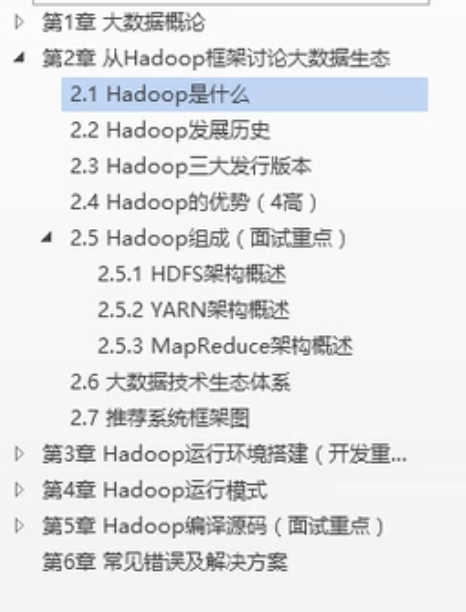 第1章 大数据概论
第2章 从Hadoop框架讨论大数据生态
2.1 Hadoop是什么
2.2 Hadoop发展历史
2.3 Hadoop三大发行版本
2.4 Hadoop的优势（4高）
2.5 Hadoop组成（面试重点）
2.5.1 HDFS架构概述
2.5.2 YARN架构概述
2.5.3 MapReduce架构概述
2.6 大数据技术生态体系
2.7 推荐系统框架图
第3章 Hadoop运行环境搭建（开发重...
第4章 Hadoop运行模式
第5章 Hadoop编译源码（面试重点）
第6章 常见错误及解决方案